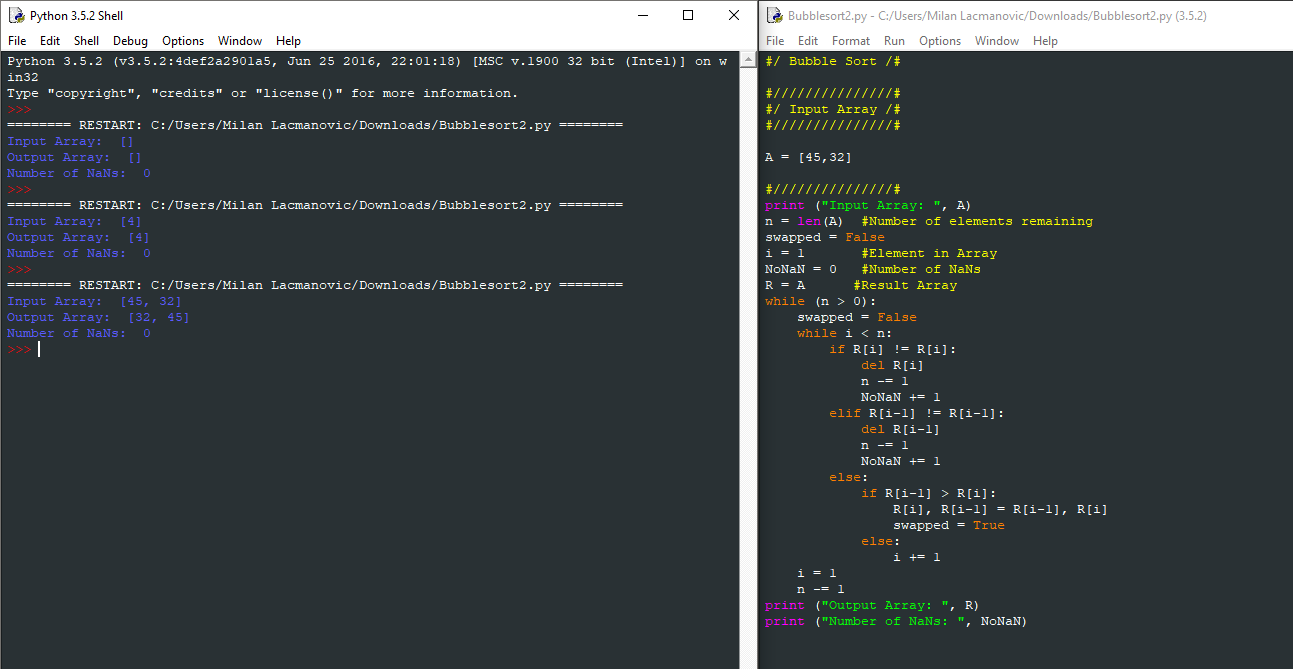 Python 3.5.2 Shell
File Edit Shell Debug Options Window Help
Python 3.5.2 (v3.5.2:4def2a2901a5, Jun 25 2016, 22:01:18) [MSC v.1900 32 bit (Intel)] on w
in32
Type "copyright", "credits" or "license()" for more information.
>>>
======== RESTART: C:/Users/Milan Lacmanovic/Downloads/Bubblesort2.py ========
Input Array:  []
Output Array:  []
Number of NaNs:  0
>>>
======== RESTART: C:/Users/Milan Lacmanovic/Downloads/Bubblesort2.py ========
Input Array:  [4]
Output Array:  [4]
Number of NaNs:  0
>>>
======== RESTART: C:/Users/Milan Lacmanovic/Downloads/Bubblesort2.py ========
Input Array:  [45, 32]
Output Array:  [32, 45]
Number of NaNs:  0
>>>
Bubblesort2.py - C:/Users/Milan Lacmanovic/Downloads/Bubblesort2.py (3.5.2)
File Edit Format Run Options Window Help
#/ Bubble Sort /#
#///////////////#
#/ Input Array /#
#///////////////#
A = [45,32]
#///////////////#
print ("Input Array: ", A)
n = len(A)  #Number of elements remaining
swapped = False
i = 1       #Element in Array
NoNaN = 0   #Number of NaNs
R = A      #Result Array
while (n > 0):
    swapped = False
    while i < n:
        if R[i] != R[i]:
            del R[i]
            n -= 1
            NoNaN += 1
        elif R[i-1] != R[i-1]:
            del R[i-1]
            n -= 1
            NoNaN += 1
        else:
            if R[i-1] > R[i]:
                R[i], R[i-1] = R[i-1], R[i]
                swapped = True
            else:
                i += 1
    i = 1
    n -= 1
print ("Output Array: ", R)
print ("Number of NaNs: ", NoNaN)